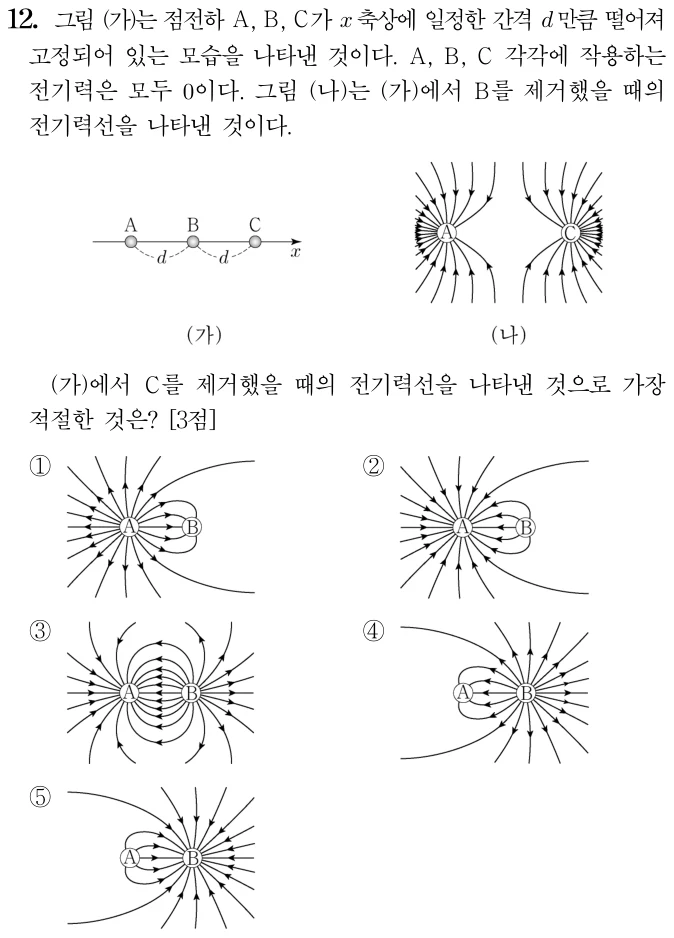 12. 그림 (가)는 점전하 A, B, C가 x축상에 일정한 간격 d만큼 떨어져
고정되어 있는 모습을 나타낸 것이다. A, B, C 각각에 작용하는
전기력은 모두 0이다. 그림 (나)는 (가)에서 B를 제거했을 때의
전기력선을 나타낸 것이다.
A B C
d d x
A C
(가) (나)
(가)에서 C를 제거했을 때의 전기력선을 나타낸 것으로 가장
적절한 것은? [3점]
① ②
A B A B
③ ④
A B A B
⑤
A B